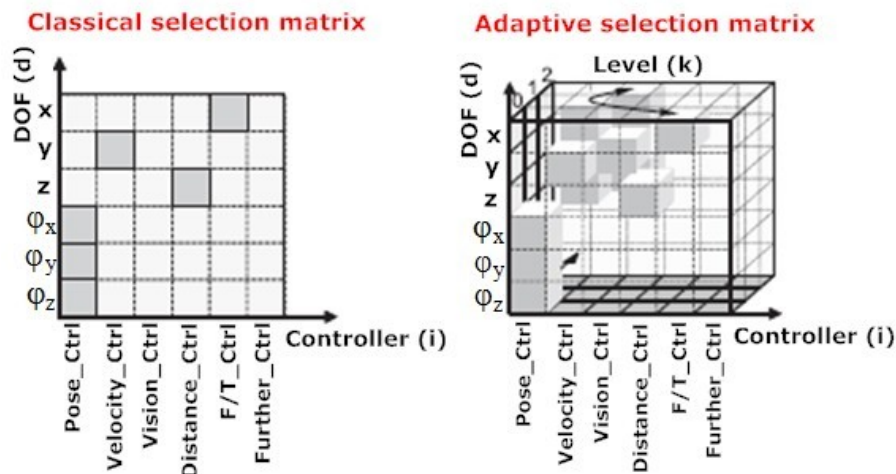 Classical selection matrix
DOF (d)
x
y
z
φx
φy
φz
Controller (i)
Pose_Ctrl
Velocity_Ctrl
Vision_Ctrl
Distance_Ctrl
F/T_Ctrl
Further_Ctrl
Adaptive selection matrix
Level (k)
0
1
2
DOF (d)
x
y
z
φx
φy
φz
Controller (i)
Pose_Ctrl
Velocity_Ctrl
Vision_Ctrl
Distance_Ctrl
F/T_Ctrl
Further_Ctrl